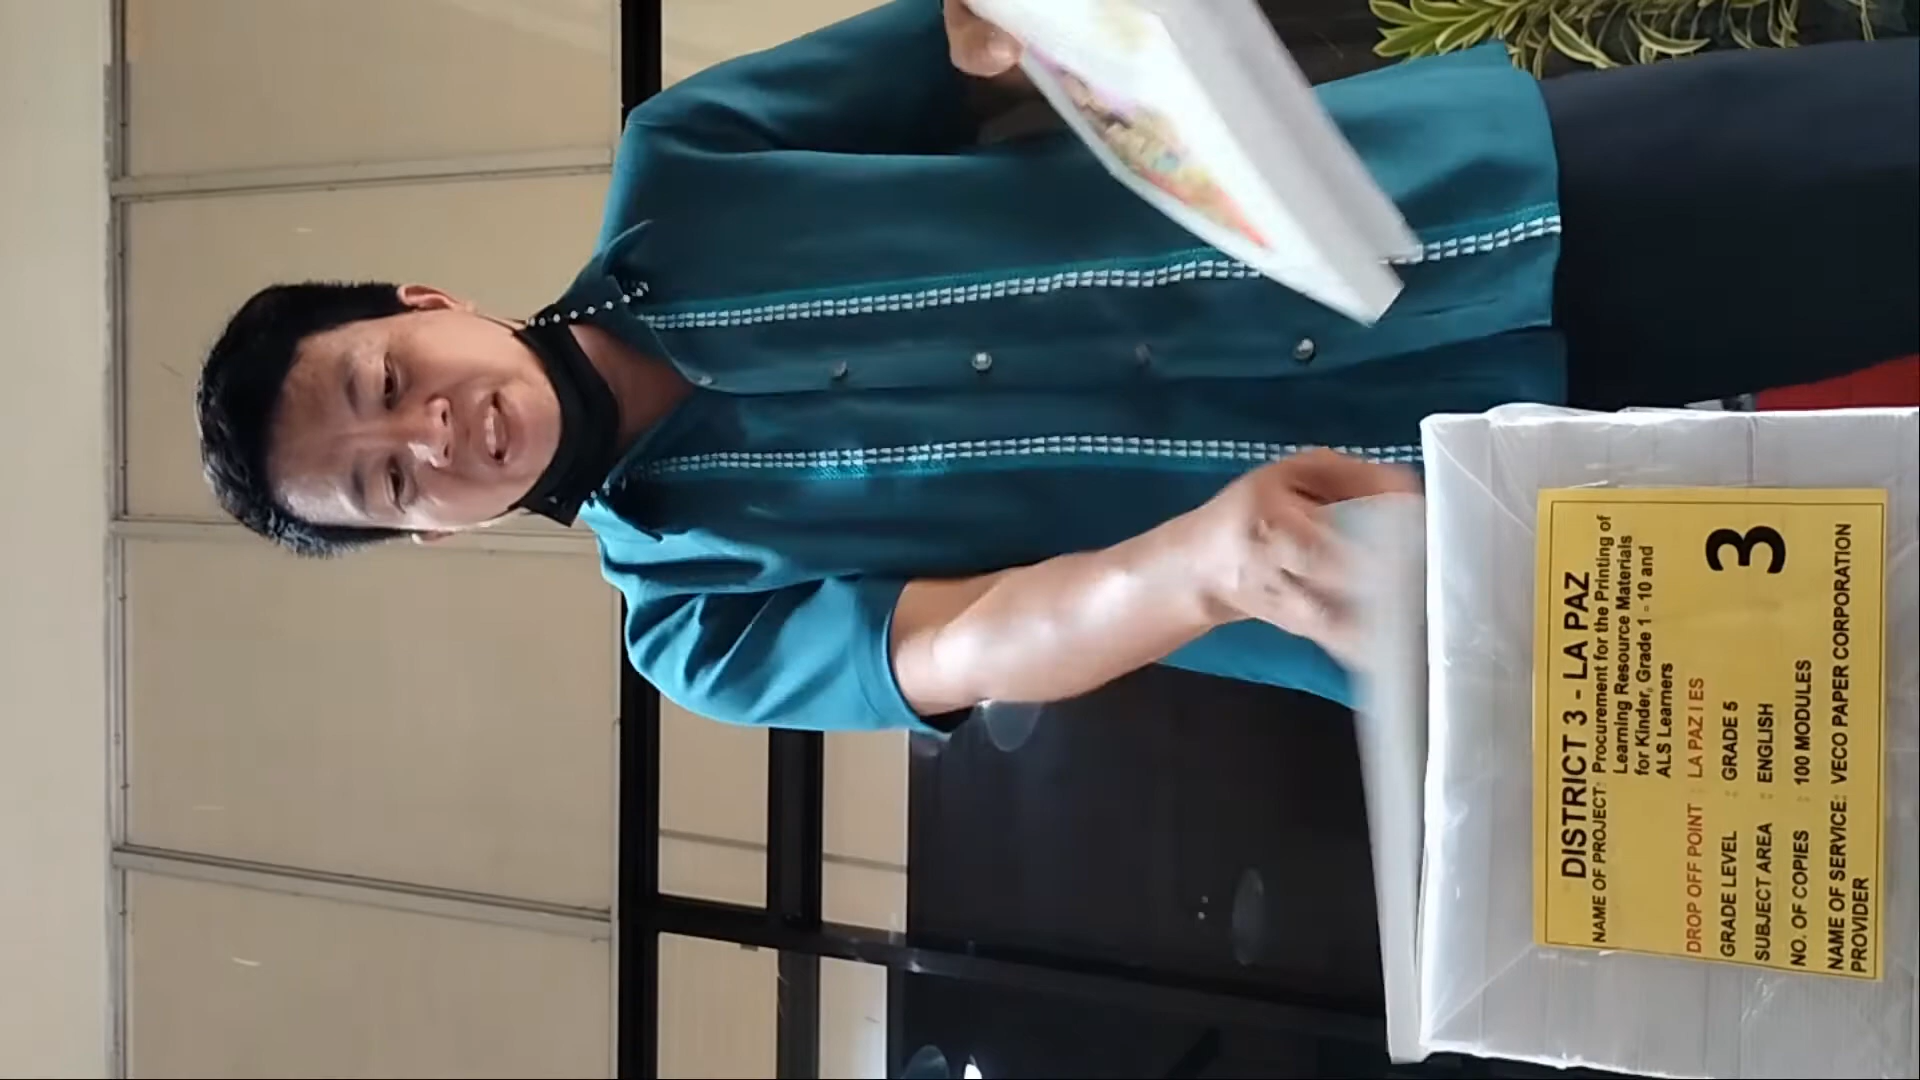 DISTRICT 3 - LA PAZ
NAME OF PROJECT: Procurement for the Printing of
Learning Resource Materials
for Kinder, Grade 1 - 10 and
ALS Learners
DROP OFF POINT : LA PAZ I ES
GRADE LEVEL : GRADE 5
SUBJECT AREA : ENGLISH
3
NO. OF COPIES : 100 MODULES
NAME OF SERVICE: VECO PAPER CORPORATION
PROVIDER